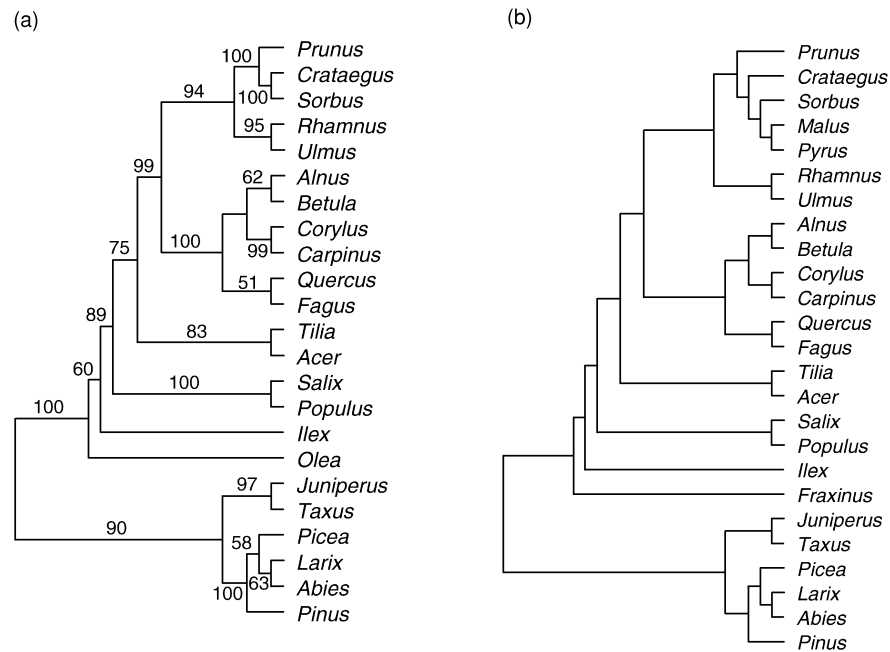 (a)
100
Prunus
Crataegus
94
100
Sorbus
95
Rhamnus
Ulmus
99
62
Alnus
Betula
Corylus
100
99
Carpinus
75
51
Quercus
Fagus
89
83
Tilia
Acer
60
100
Salix
Populus
100
Ilex
Olea
97
Juniperus
Taxus
90
58
Picea
Larix
63
Abies
100
Pinus
(b)
Prunus
Crataegus
Sorbus
Malus
Pyrus
Rhamnus
Ulmus
Alnus
Betula
Corylus
Carpinus
Quercus
Fagus
Tilia
Acer
Salix
Populus
Ilex
Fraxinus
Juniperus
Taxus
Picea
Larix
Abies
Pinus